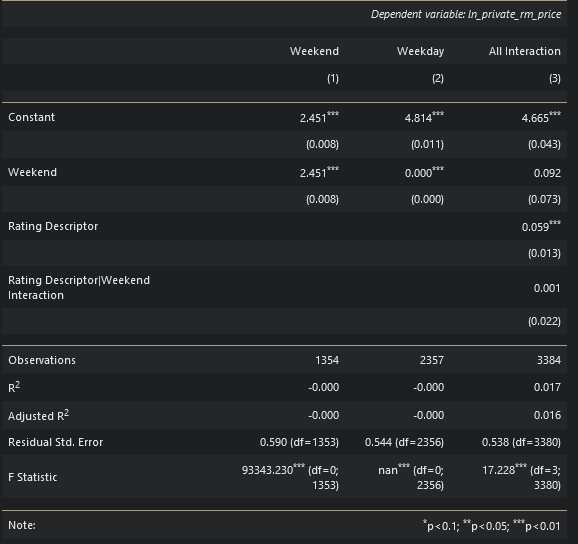 Dependent variable: ln_private_rm_price
Weekend Weekday All Interaction
(1) (2) (3)
Constant 2.451*** 4.814*** 4.665***
(0.008) (0.011) (0.043)
Weekend 2.451*** 0.000*** 0.092
(0.008) (0.000) (0.073)
Rating Descriptor 0.059***
(0.013)
Rating Descriptor|Weekend
Interaction 0.001
(0.022)
Observations 1354 2357 3384
R2 -0.000 -0.000 0.017
Adjusted R2 -0.000 -0.000 0.016
Residual Std. Error 0.590 (df=1353) 0.544 (df=2356) 0.538 (df=3380)
F Statistic 93343.230*** (df=0; 1353) nan*** (df=0; 2356) 17.228*** (df=3; 3380)
Note: *p<0.1; **p<0.05; ***p<0.01